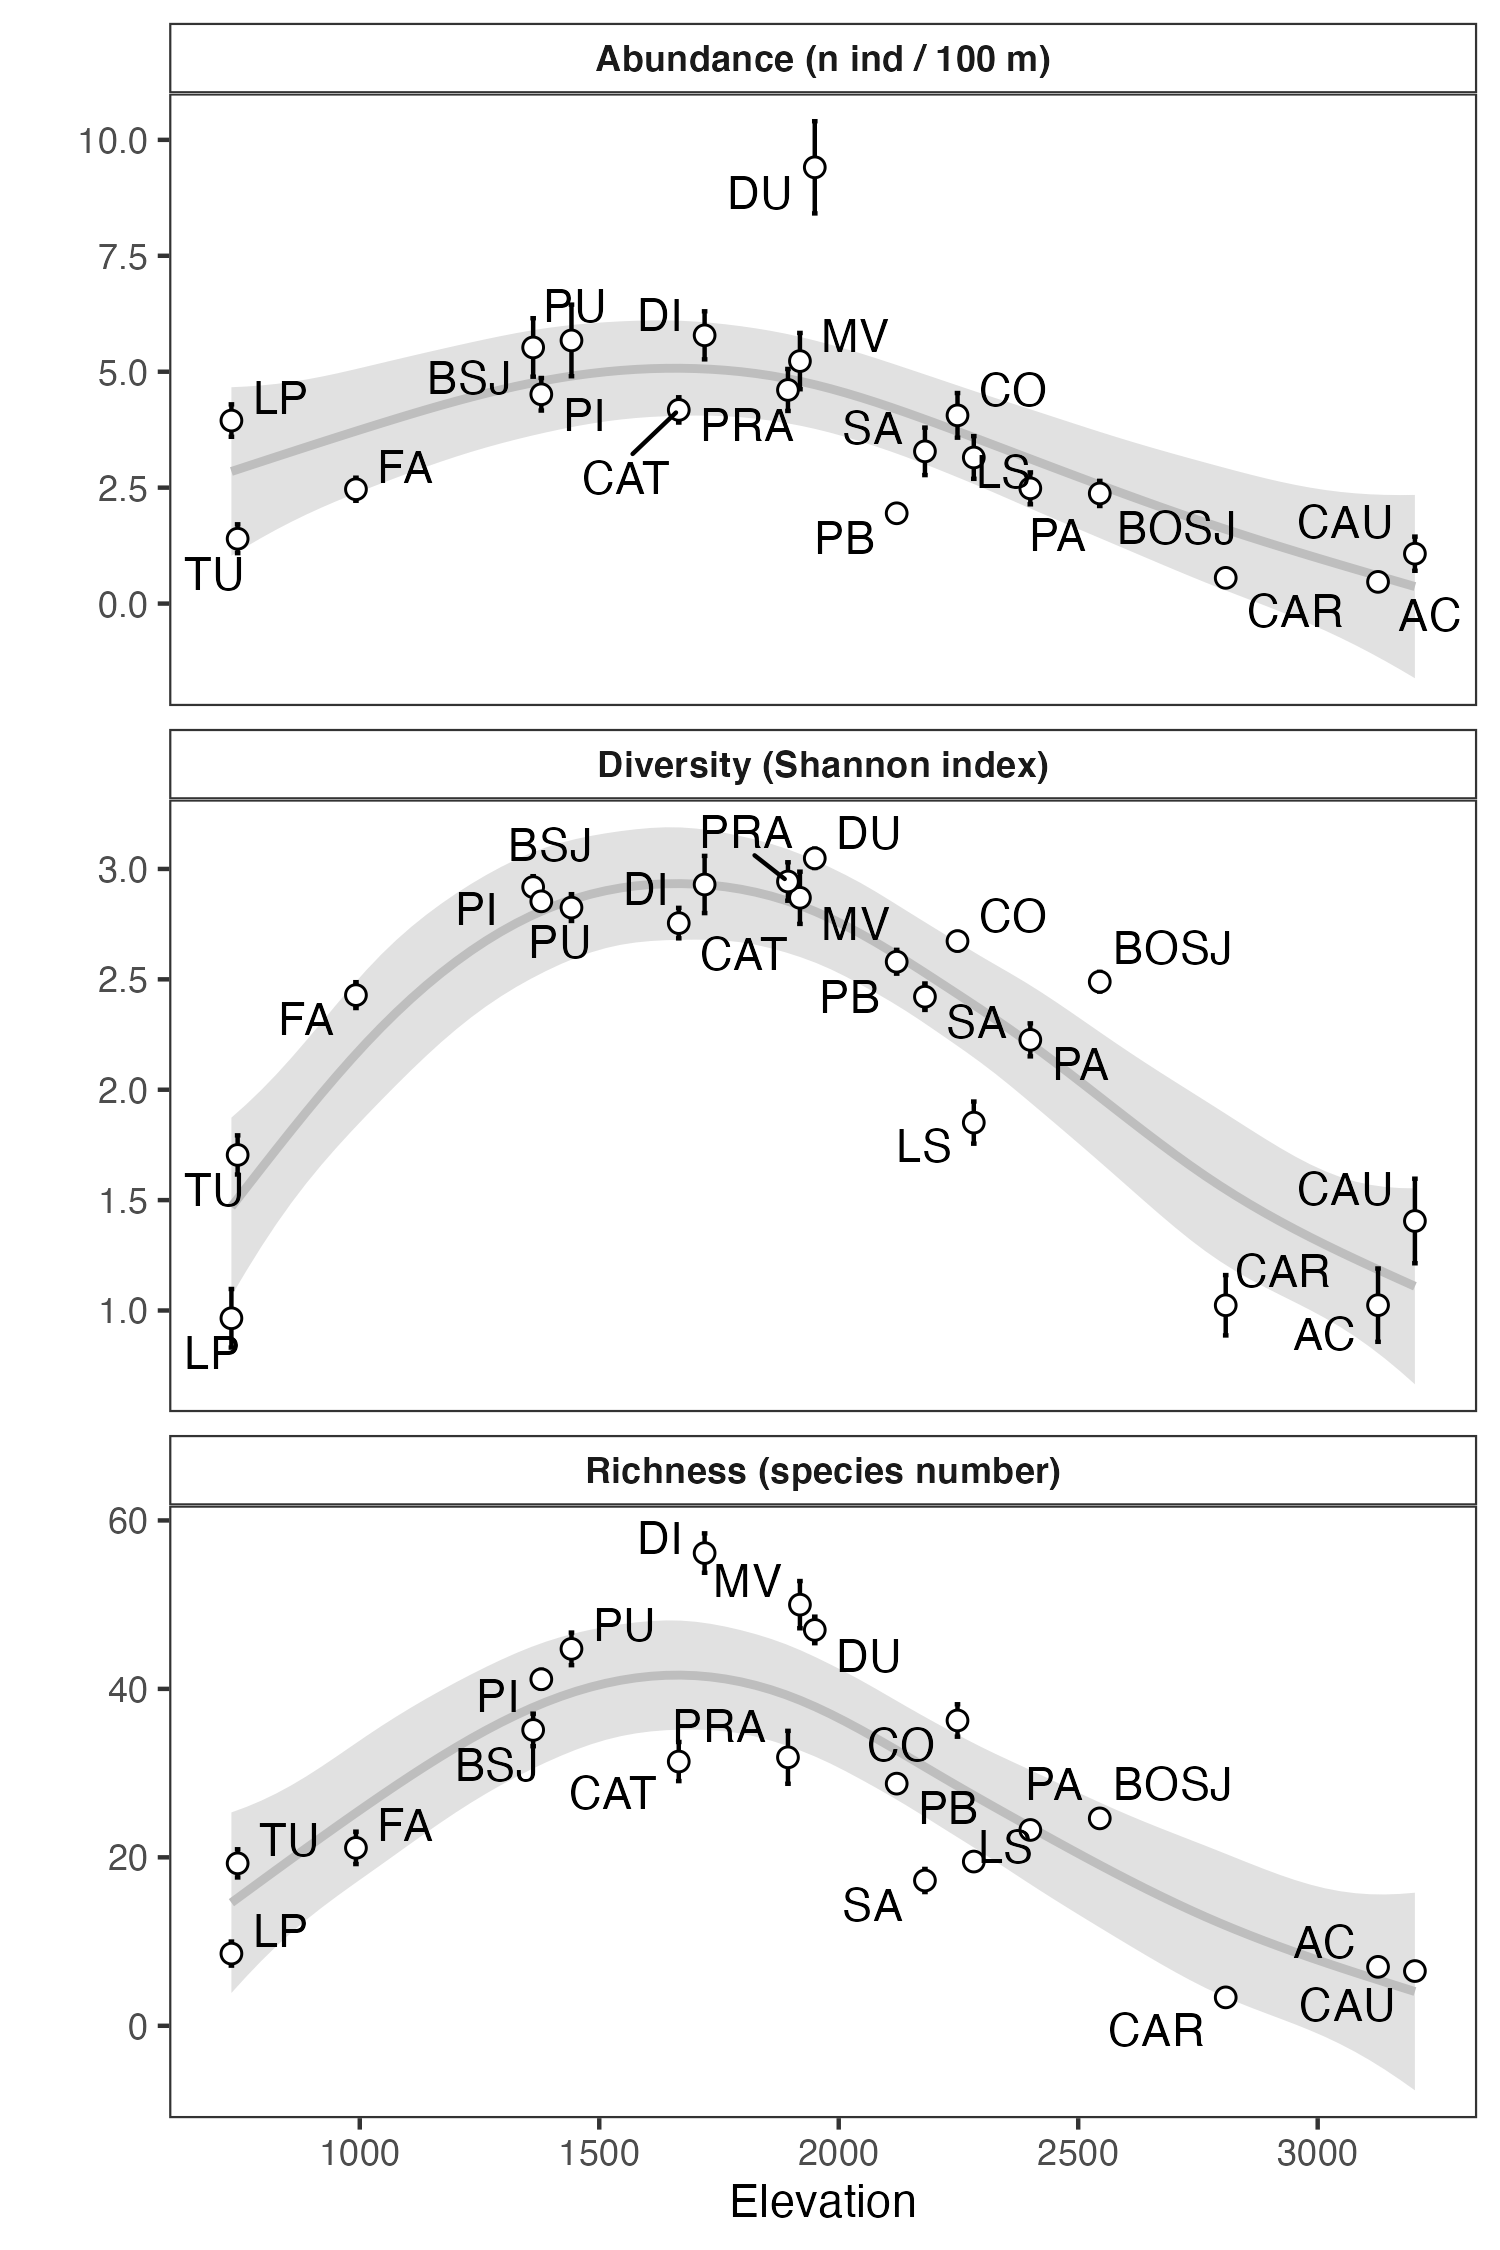 Abundance (n ind / 100 m)
10.0
DU
7.5
PU
DI
MV
5.0
BSJ
LP
CO
PI
PRA
SA
FA
CAT
LS
2.5
PB
PA
BOSJ
CAU
TU
0.0
CAR
AC
Diversity (Shannon index)
PRA
DU
BSJ
3.0
DI
PI
CO
MV
PU
BOSJ
CAT
2.5
PB
FA
SA
PA
2.0
LS
TU
1.5
CAU
CAR
1.0
AC
LP
Richness (species number)
60
DI
MV
PU
DU
40
PI
PRA
CO
BSJ
CAT
PA
BOSJ
PB
TU
FA
LS
20
SA
LP
AC
CAU
0
CAR
1000
1500
2000
2500
3000
Elevation